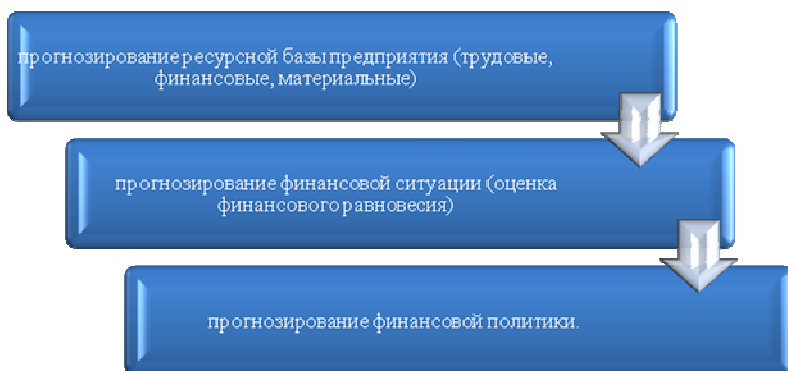 прогнозирование ресурсной базы предприятия (трудовые,
финансовые, материальные)
прогнозирование финансовой ситуации (оценка
финансового равновесия)
прогнозирование финансовой политики.